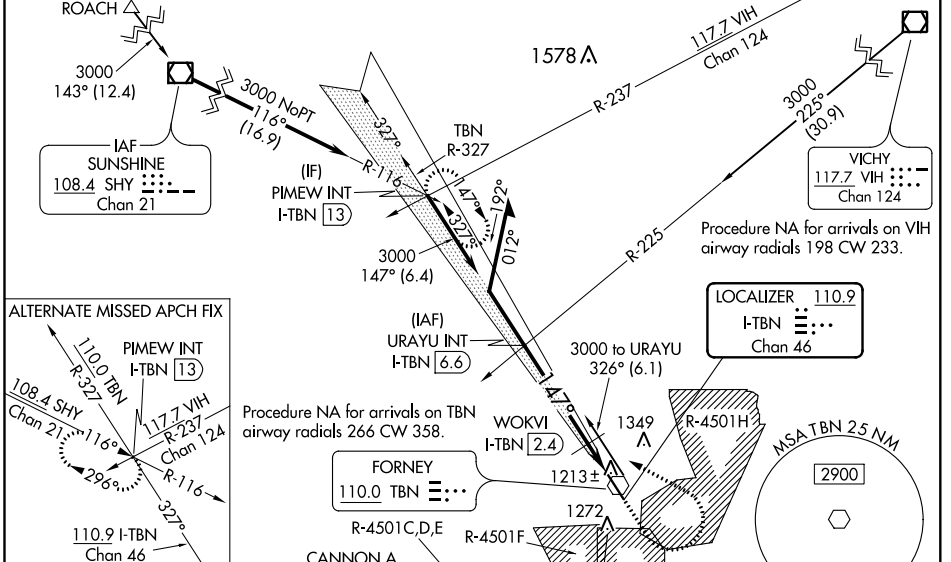 ROACH
3000
143° (12.4)
IAF
SUNSHINE
108.4 SHY
Chan 21
3000 NoPT
116°
(16.9)
R-116
(IF)
PIMEW INT
I-TBN 13
327°
TBN
R-327
1578
117.7 VIH
Chan 124
R-237
3000
225°
(30.9)
R-225
VICHY
117.7 VIH
Chan 124
Procedure NA for arrivals on VIH
airway radials 198 CW 233.
147°
327°
192°
012°
3000
147° (6.4)
(IAF)
URAYU INT
I-TBN 6.6
LOCALIZER 110.9
I-TBN
Chan 46
3000 to URAYU
326° (6.1)
147°
WOKVI
I-TBN 2.4
1349
R-4501H
1213±
1272
Procedure NA for arrivals on TBN
airway radials 266 CW 358.
FORNEY
110.0 TBN
R-4501C,D,E
R-4501F
CANNON A
MSA TBN 25 NM
2900
ALTERNATE MISSED APCH FIX
110.0 TBN
R-327
PIMEW INT
I-TBN 13
108.4 SHY
Chan 21
116°
117.7 VIH
R-237
Chan 124
296°
R-116
327°
110.9 I-TBN
Chan 46